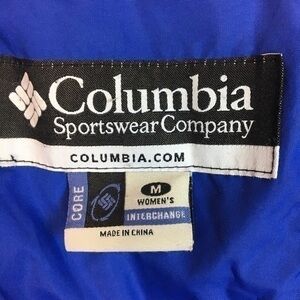 Columbia
Sportswear Company
COLUMBIA.COM
CORE
M
WOMEN'S
INTERCHANGE
MADE IN CHINA